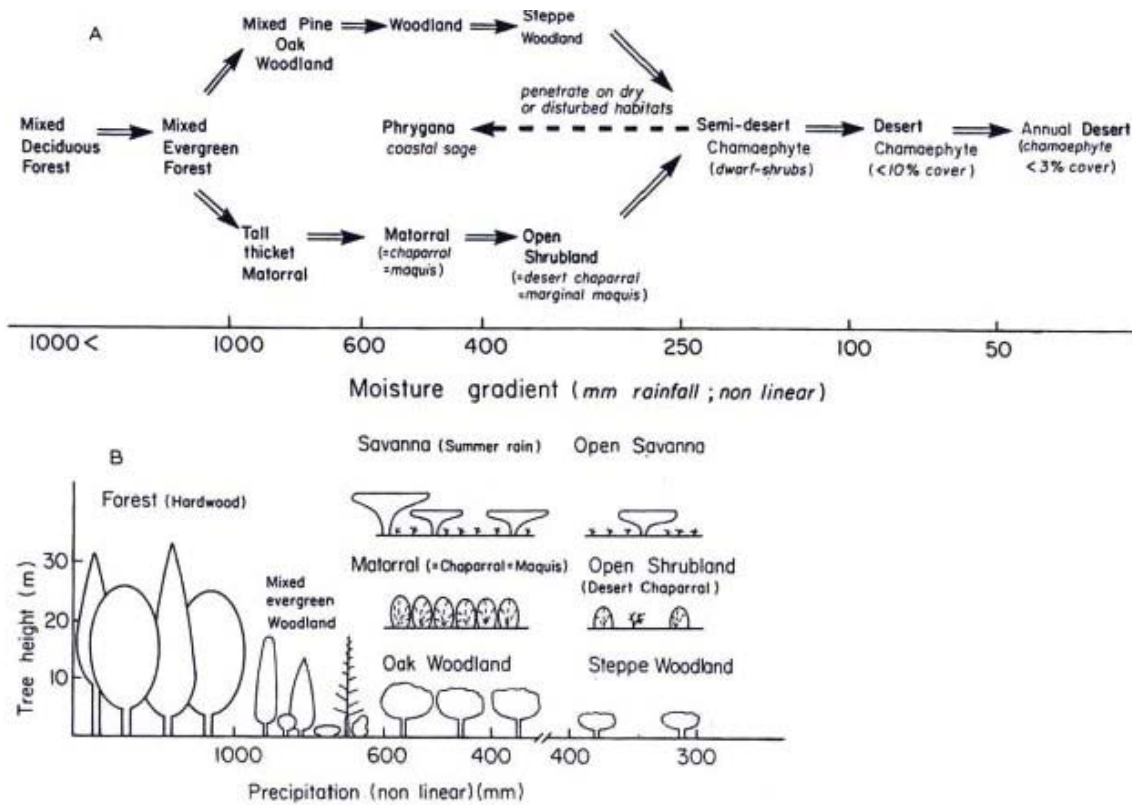 A
Mixed Pine
Oak
Woodland
Woodland
Steppe
Woodland
penetrate on dry
or disturbed habitats
Mixed
Deciduous
Forest
Mixed
Evergreen
Forest
Phrygana
coastal sage
Semi-desert
Chamaephyte
(dwarf-shrubs)
Desert
Chamaephyte
(<10% cover)
Annual Desert
(chamaephyte
<3% cover)
Tall
thicket
Matorral
Matorral
(=chaparral
=maquis)
Open
Shrubland
(=desert chaparral
=marginal maquis)
1000< 1000 600 400 250 100 50
Moisture gradient (mm rainfall ; non linear)
B
Savanna (Summer rain) Open Savanna
Forest (Hardwood)
Matorral (=Chaparral=Maquis)
Open Shrubland
(Desert Chaparral)
Mixed
evergreen
Woodland
Oak Woodland Steppe Woodland
Tree height (m)
30
20
10
1000 600 400 400 300
Precipitation (non linear)(mm)